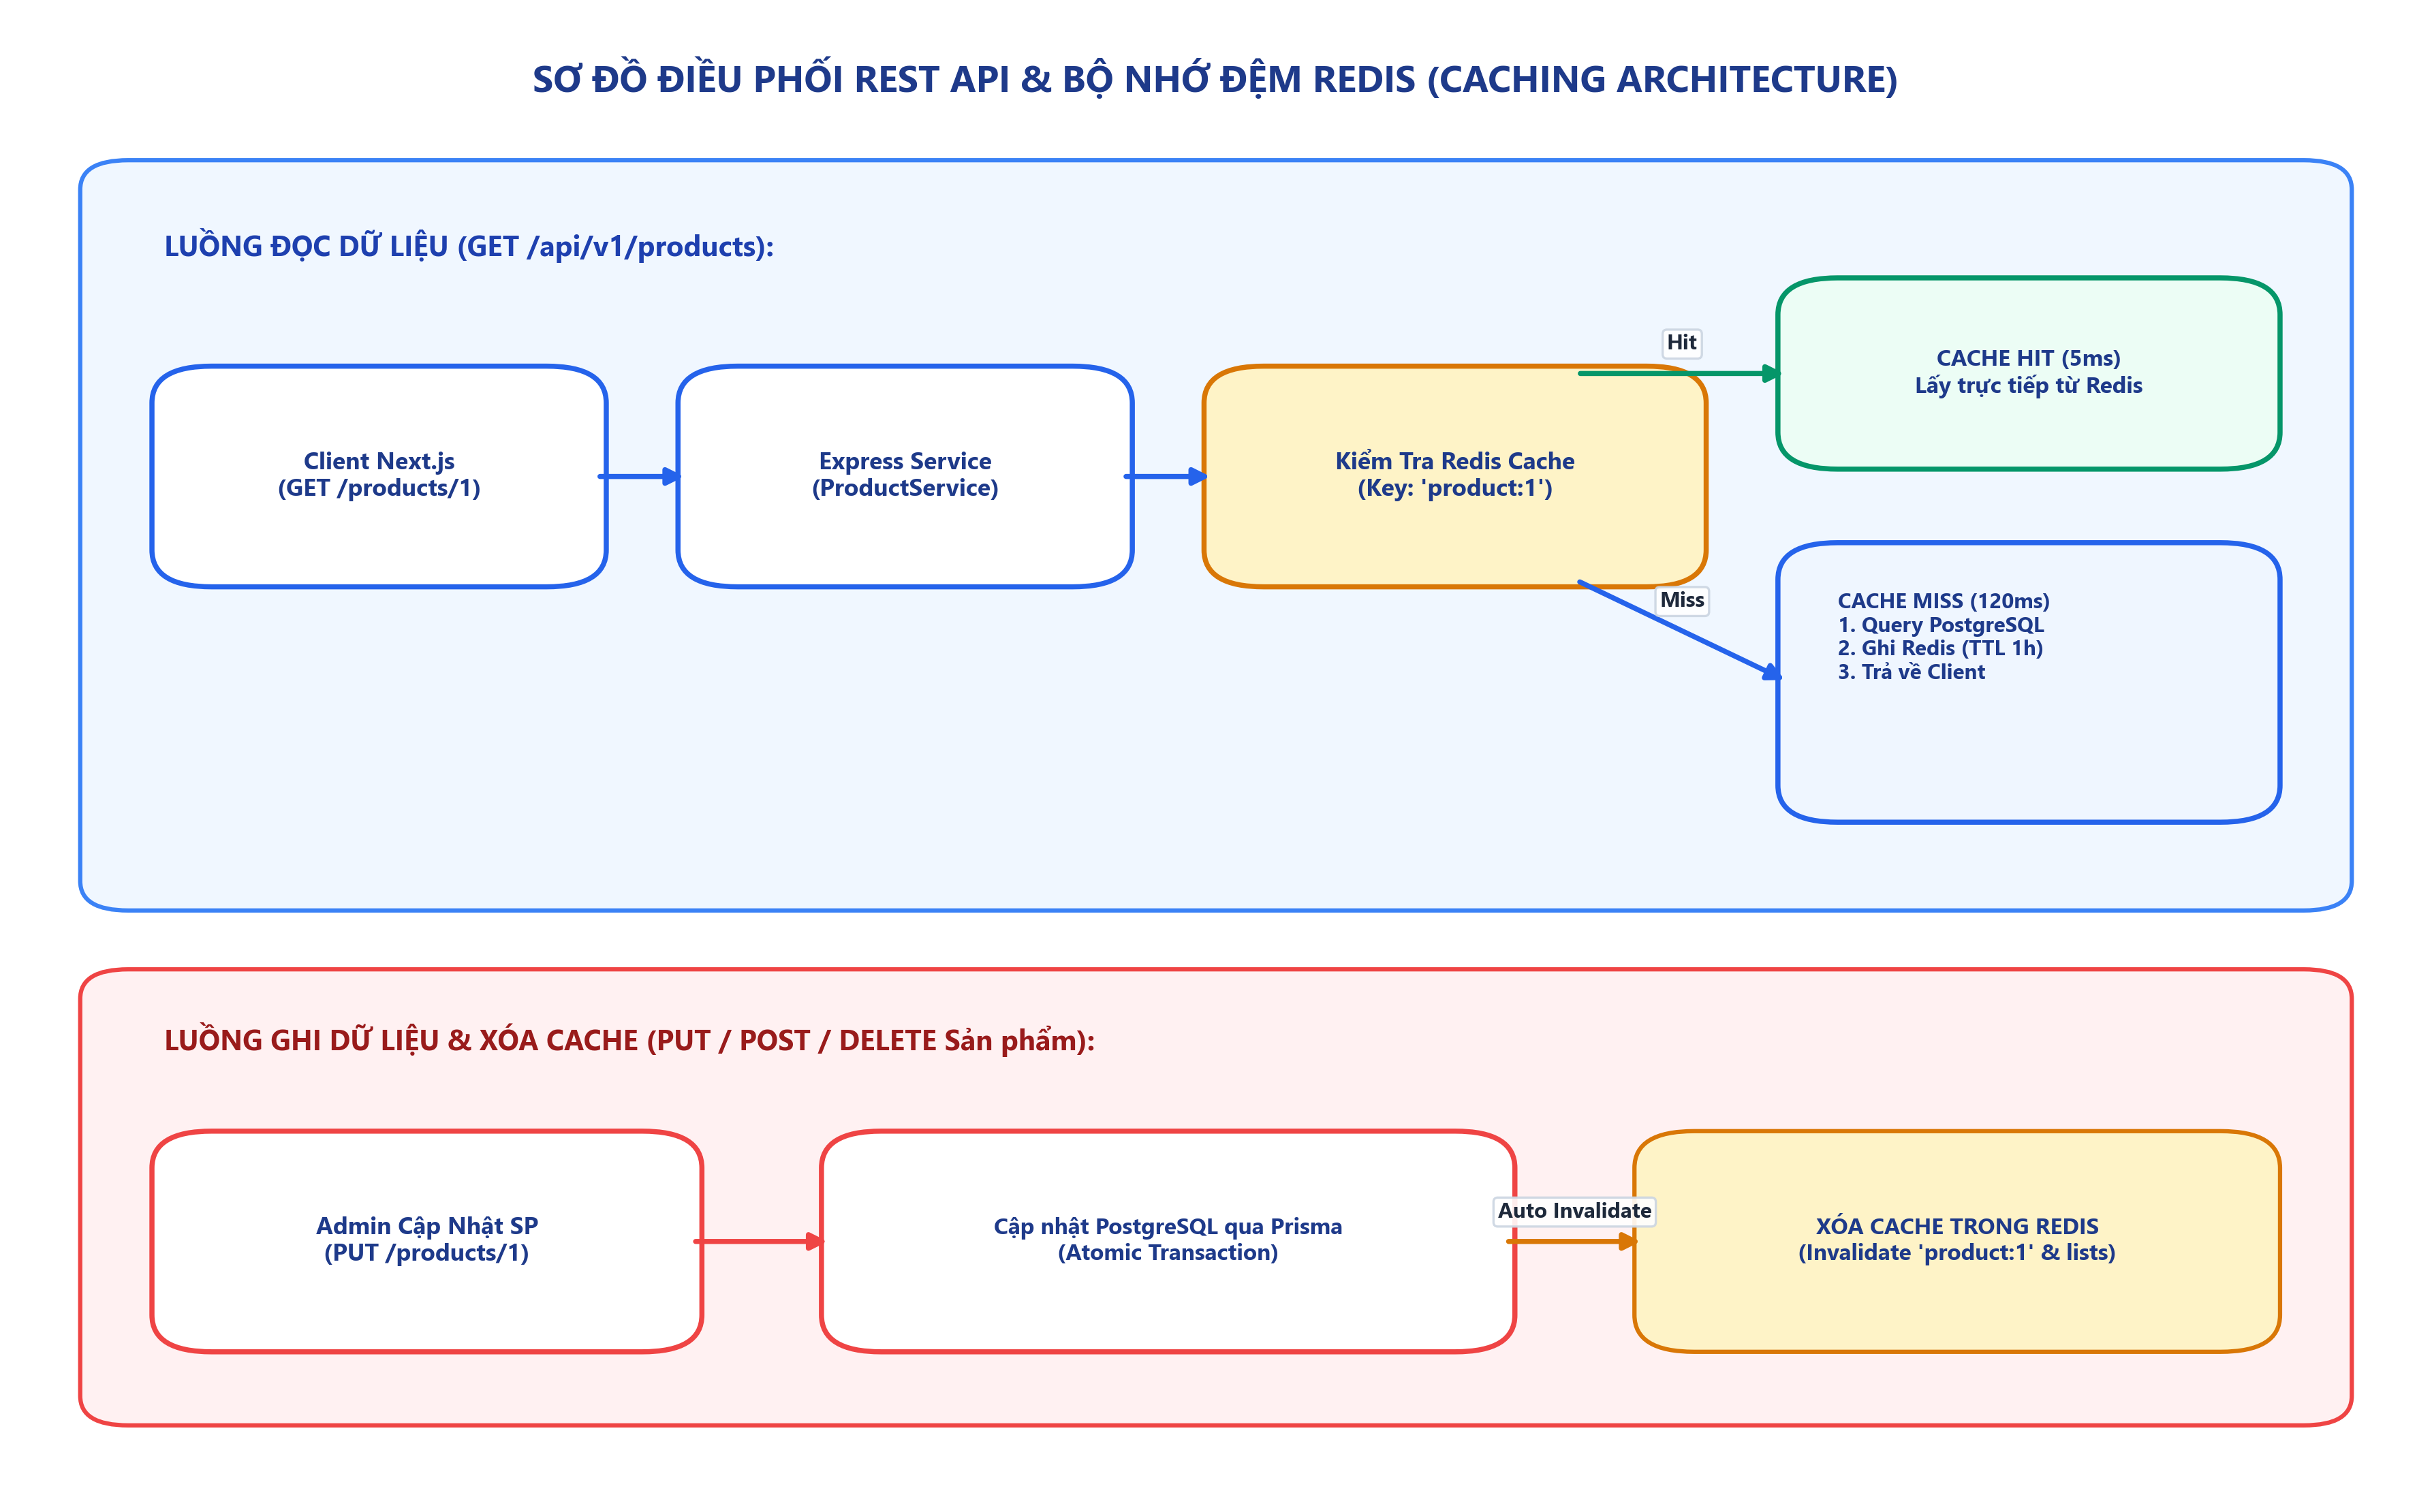 SƠ ĐỒ ĐIỀU PHỐI REST API & BỘ NHỚ ĐỆM REDIS (CACHING ARCHITECTURE)
LUỒNG ĐỌC DỮ LIỆU (GET /api/v1/products):
Client Next.js
(GET /products/1)
Express Service
(ProductService)
Kiểm Tra Redis Cache
(Key: 'product:1')
Hit
CACHE HIT (5ms)
Lấy trực tiếp từ Redis
Miss
CACHE MISS (120ms)
1. Query PostgreSQL
2. Ghi Redis (TTL 1h)
3. Trả về Client
LUỒNG GHI DỮ LIỆU & XÓA CACHE (PUT / POST / DELETE Sản phẩm):
Admin Cập Nhật SP
(PUT /products/1)
Cập nhật PostgreSQL qua Prisma
(Atomic Transaction)
Auto Invalidate
XÓA CACHE TRONG REDIS
(Invalidate 'product:1' & lists)